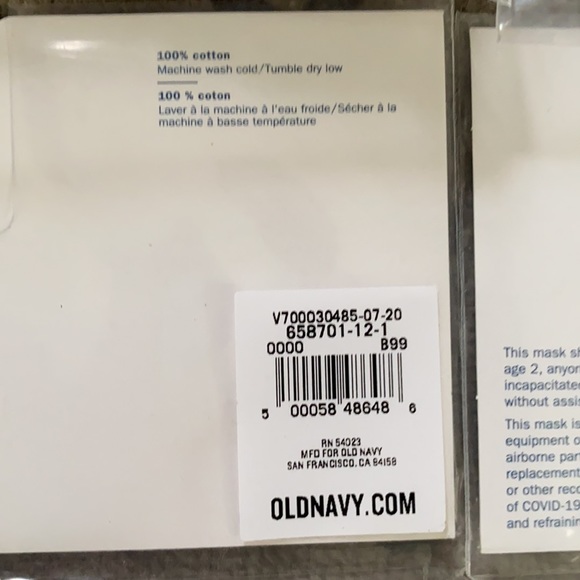 100% cotton
Machine wash cold/Tumble dry low
100 % coton
Laver à la machine à l'eau froide/Sécher à la
machine à basse température
V700030485-07-20
658701-12-1
0000 B99
5 00058 48648 6
RN 54023
MFD FOR OLD NAVY
SAN FRANCISCO, CA 94158
OLDNAVY.COM
This mask sh
age 2, anyon
incapacitate
without assis
This mask is
equipment o
airborne par
replacement
or other reco
of COVID-19
and refrainin